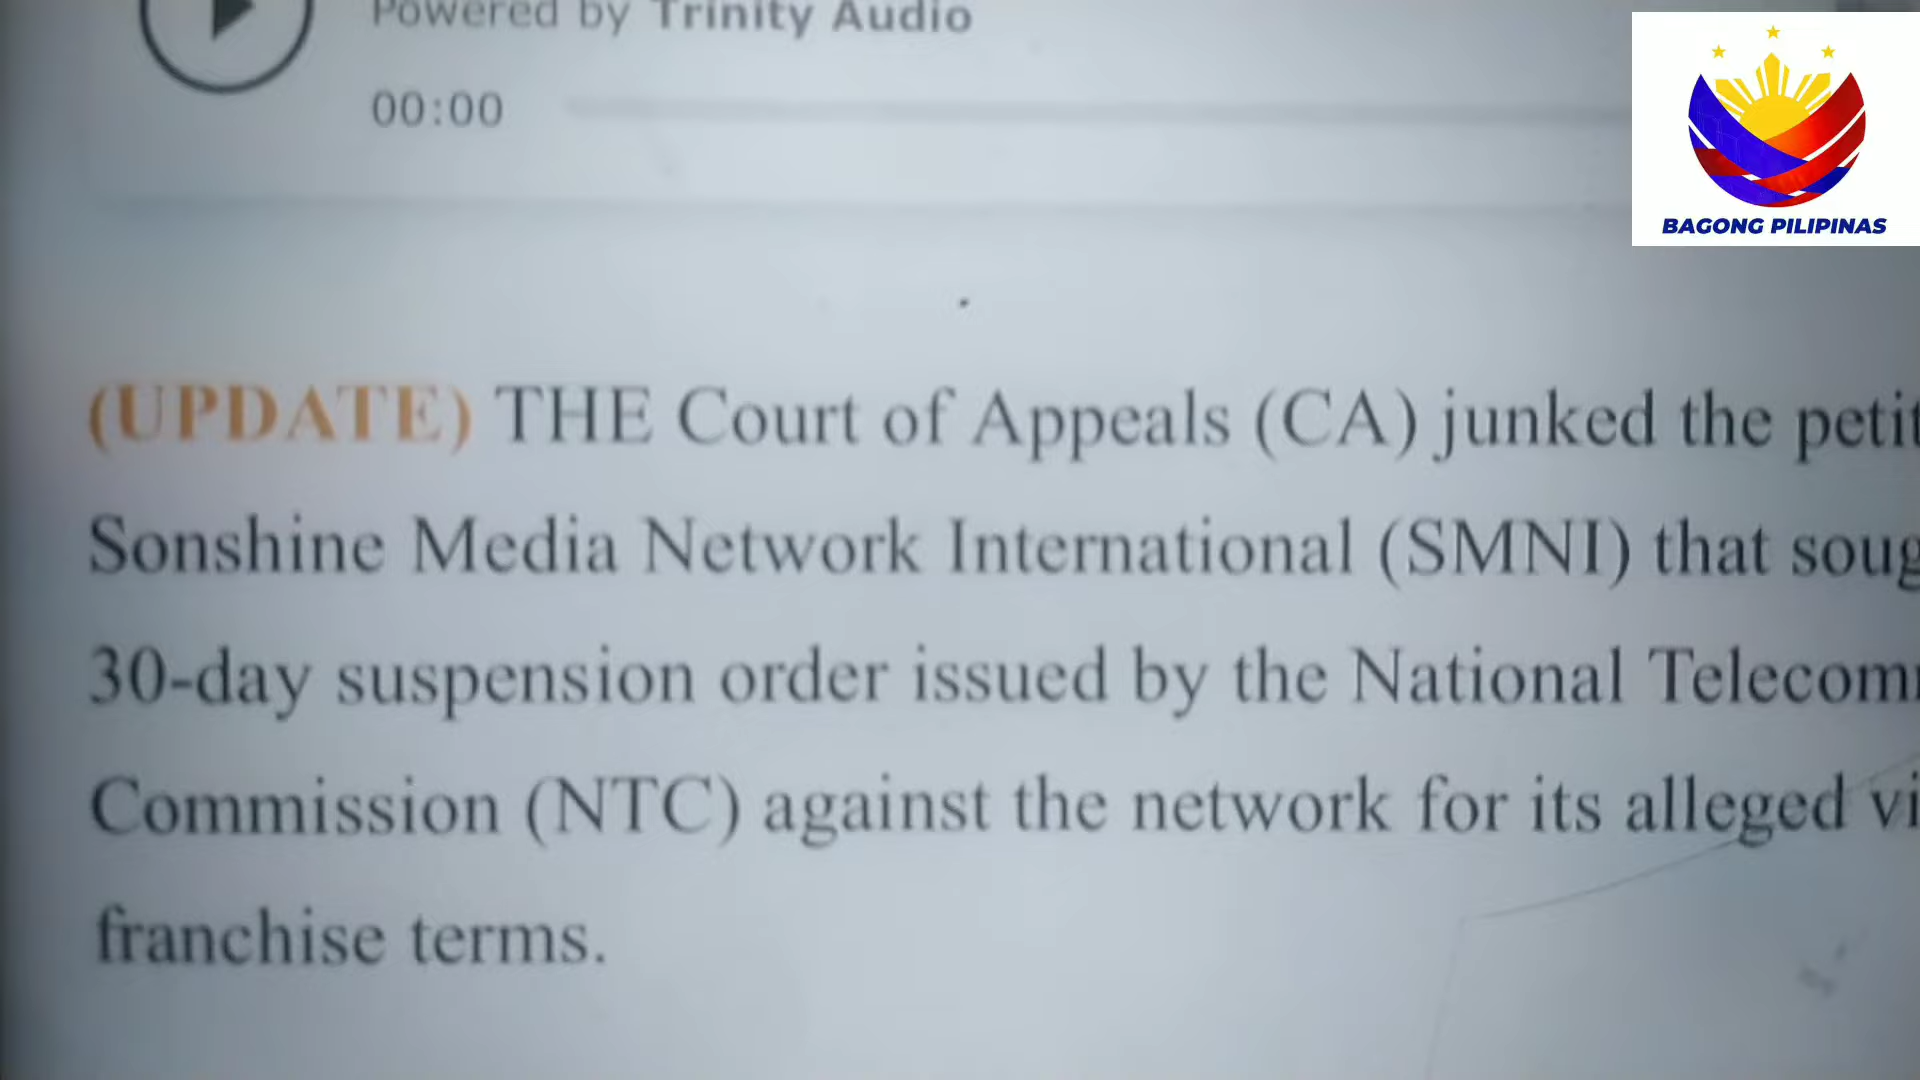 Powered by Trinity Audio
00:00
BAGONG PILIPINAS
(UPDATE) THE Court of Appeals (CA) junked the petit
Sonshine Media Network International (SMNI) that soug
30-day suspension order issued by the National Telecom
Commission (NTC) against the network for its alleged vi
franchise terms.